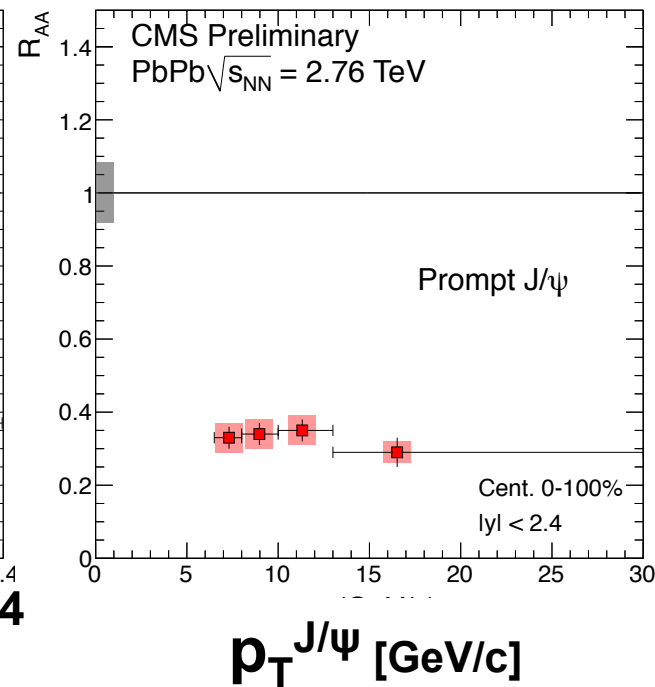 R_AA
CMS Preliminary
PbPb√s_NN = 2.76 TeV
1.4
1.2
1
0.8
Prompt J/ψ
0.6
0.4
0.2
Cent. 0-100%
|y| < 2.4
0
0 5 10 15 20 25 30
.4
4
p_T^J/ψ [GeV/c]